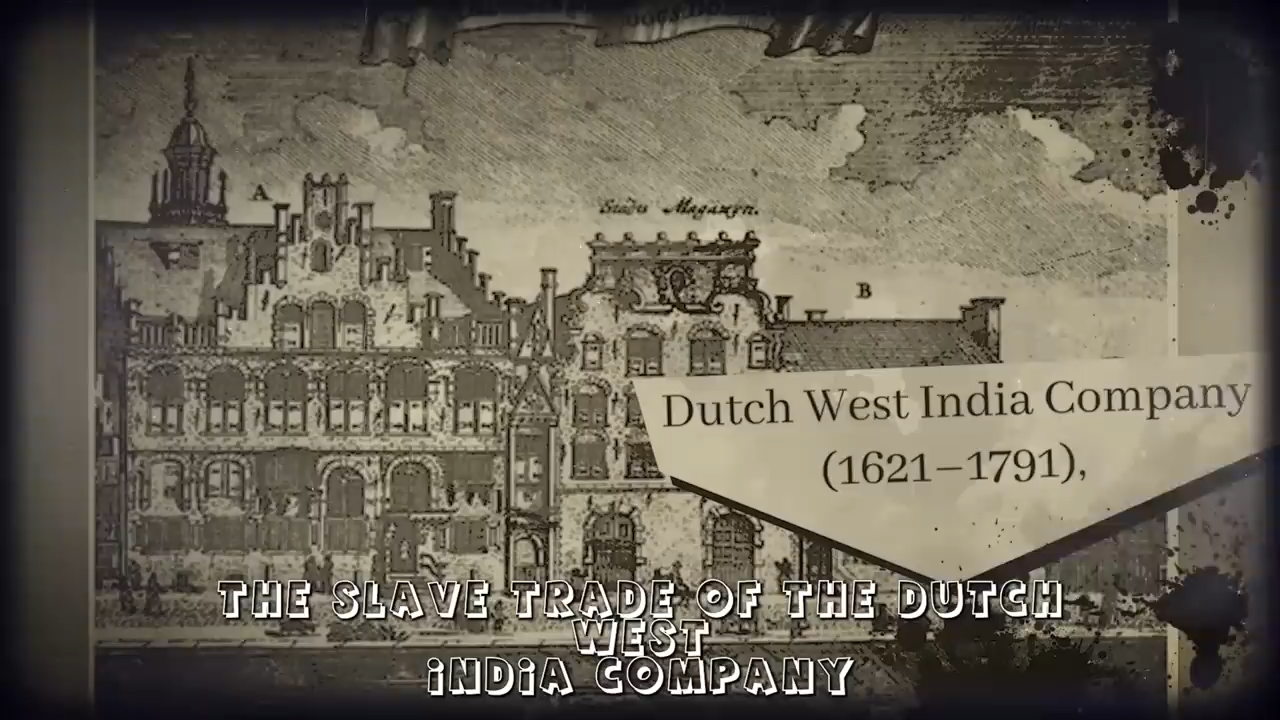 A
Stads Magazyn.
B
Dutch West India Company
(1621–1791),
THE SLAVE TRADE OF THE DUTCH
WEST
INDIA COMPANY